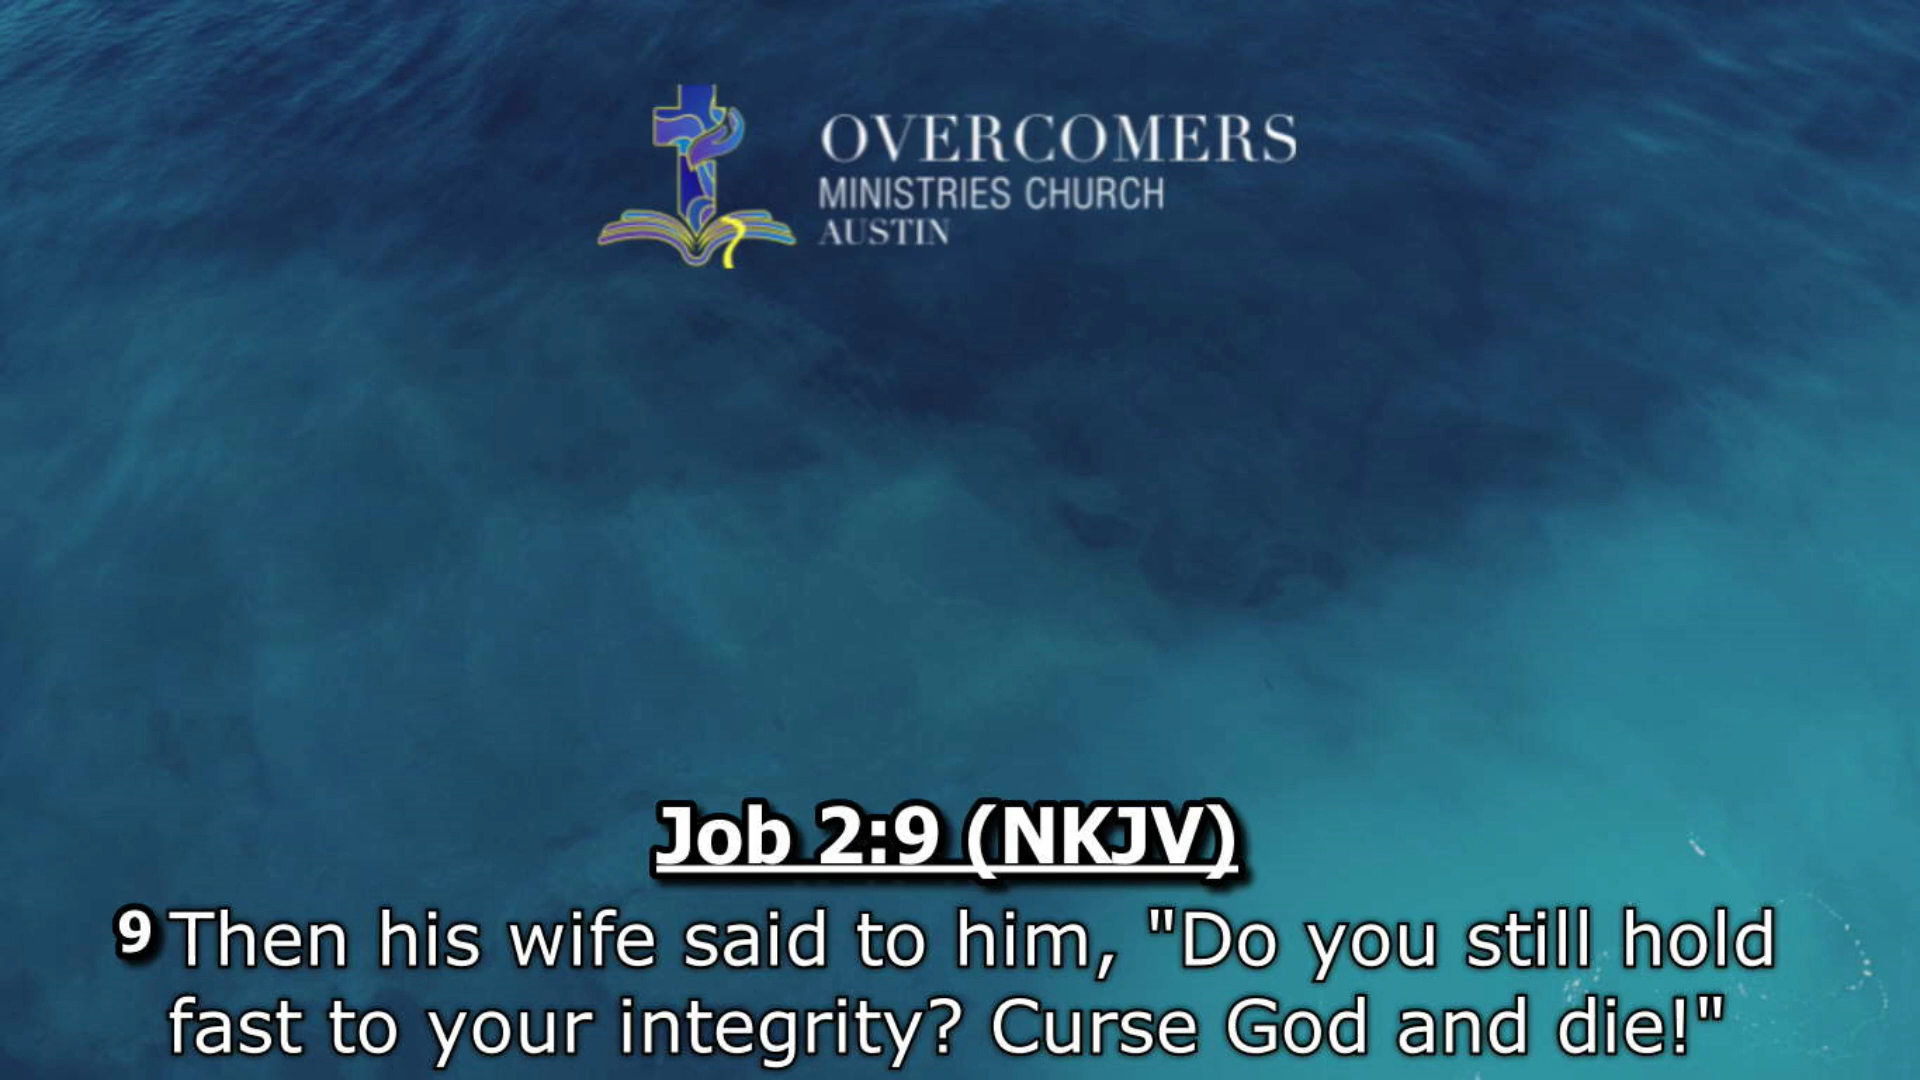 OVERCOMERS
MINISTRIES CHURCH
AUSTIN
Job 2:9 (NKJV)
9 Then his wife said to him, "Do you still hold
fast to your integrity? Curse God and die!"